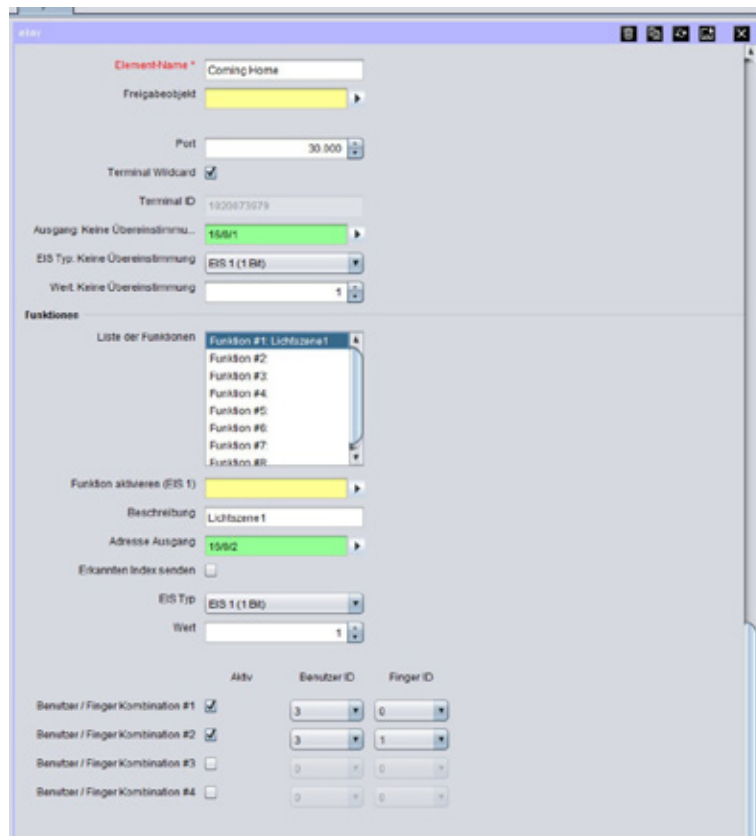 Element-Name * Coming Home
Freigabeobjekt
Port 30.000
Terminal Wildcard
Terminal ID
Ausgang: Keine Übereinstimmu... 15/0/1
EIS Typ: Keine Übereinstimmung EIS 1 (1 Bit)
Wert: Keine Übereinstimmung 1
Funktionen
Liste der Funktionen Funktion #1: Lichtszene1
Funktion #2:
Funktion #3:
Funktion #4:
Funktion #5:
Funktion #6:
Funktion #7:
Funktion #8:
Funktion aktivieren (EIS 1)
Beschreibung Lichtszene1
Adresse Ausgang 15/0/2
Erkannten Index senden
EIS Typ EIS 1 (1 Bit)
Wert 1
Aktiv Benutzer ID Finger ID
Benutzer / Finger Kombination #1 3 0
Benutzer / Finger Kombination #2 3 1
Benutzer / Finger Kombination #3 0 0
Benutzer / Finger Kombination #4 0 0